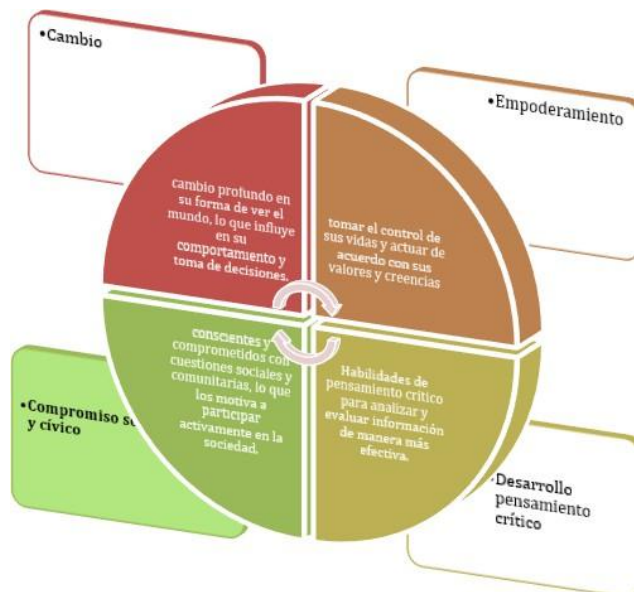 •Cambio
cambio profundo en
su forma de ver el
mundo, lo que influye
en su
comportamiento y
toma de decisiones.
•Empoderamiento
tomar el control de
sus vidas y actuar de
acuerdo con sus
valores y creencias
•Compromiso
y cívico
conscientes y
comprometidos con
cuestiones sociales y
comunitarias, lo que
los motiva a
participar
activamente en la
sociedad.
Habilidades de
pensamiento crítico
para analizar y
evaluar información
de manera más
efectiva.
•Desarrollo
pensamiento
crítico